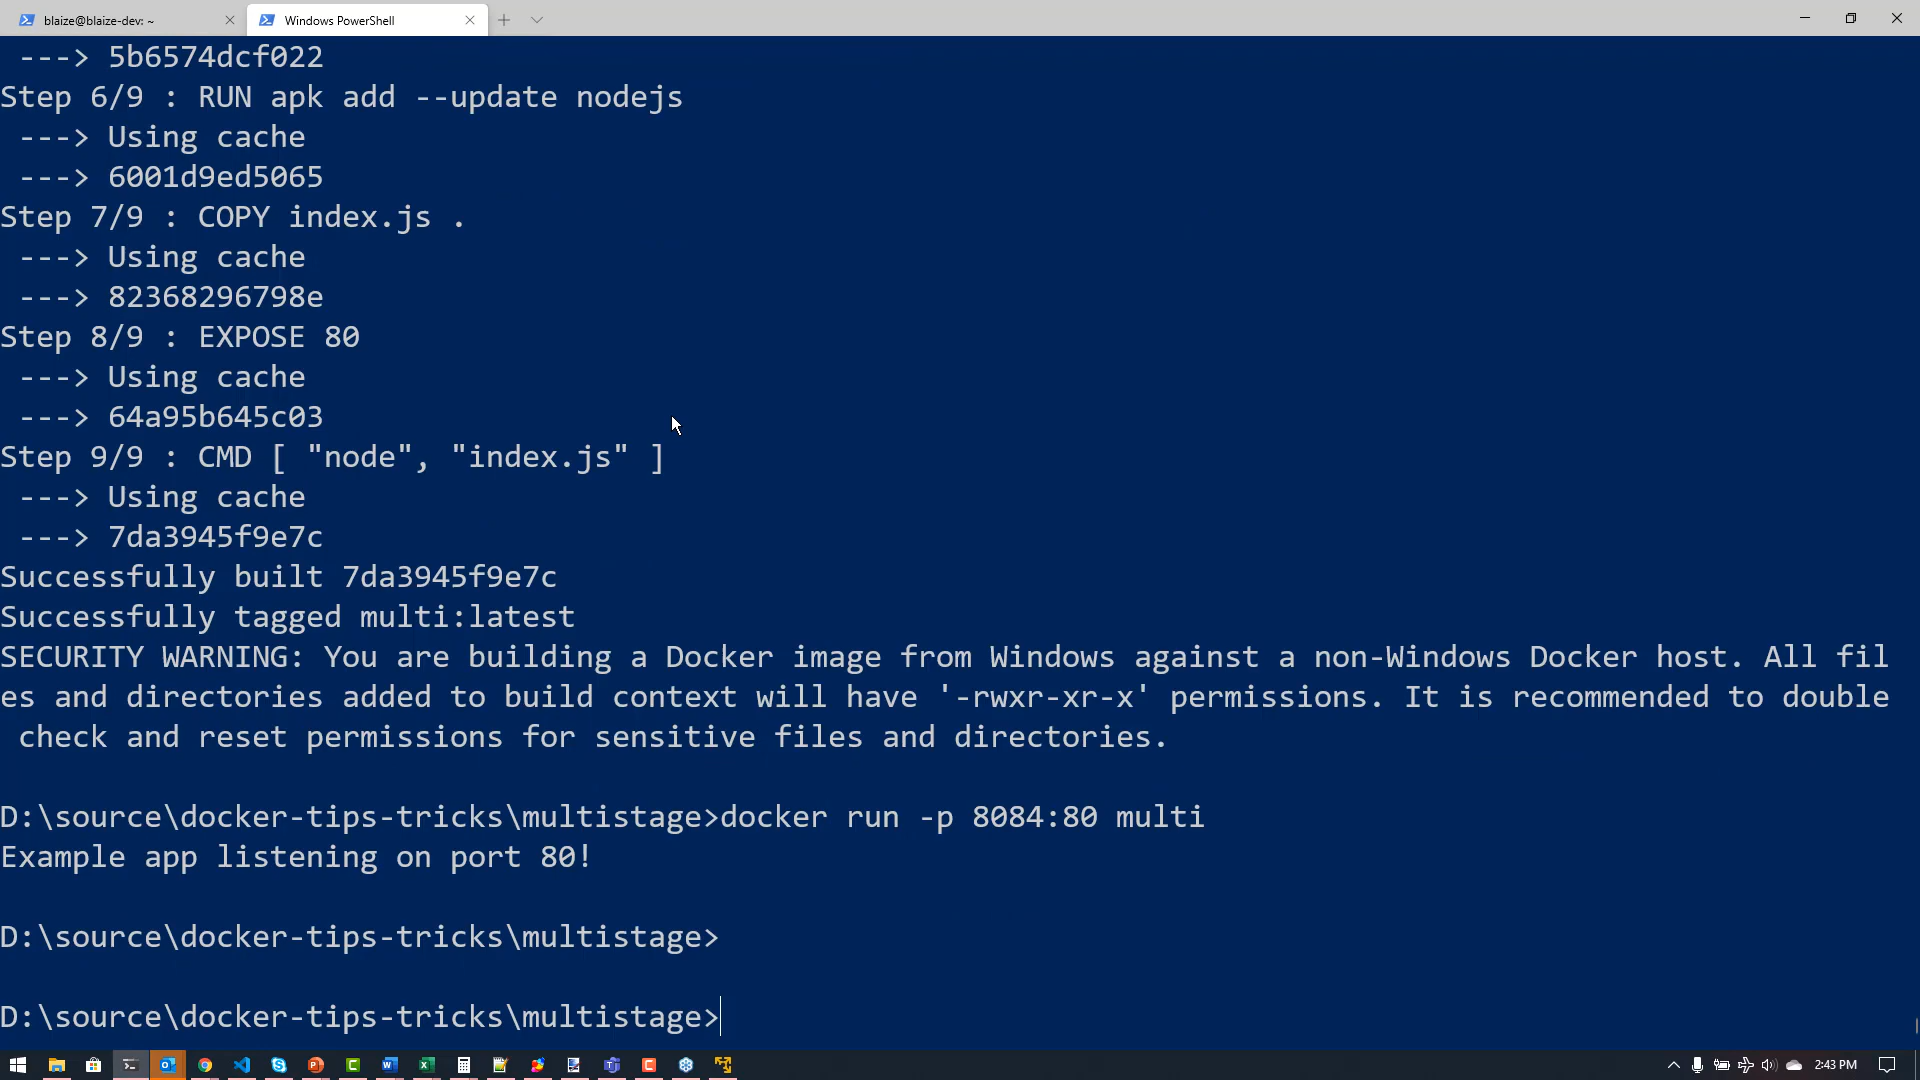 blaize@blaize-dev: ~
Windows PowerShell
---> 5b6574dcf022
Step 6/9 : RUN apk add --update nodejs
---> Using cache
---> 6001d9ed5065
Step 7/9 : COPY index.js .
---> Using cache
---> 82368296798e
Step 8/9 : EXPOSE 80
---> Using cache
---> 64a95b645c03
Step 9/9 : CMD [ "node", "index.js" ]
---> Using cache
---> 7da3945f9e7c
Successfully built 7da3945f9e7c
Successfully tagged multi:latest
SECURITY WARNING: You are building a Docker image from Windows against a non-Windows Docker host. All fil
es and directories added to build context will have '-rwxr-xr-x' permissions. It is recommended to double
check and reset permissions for sensitive files and directories.
D:\source\docker-tips-tricks\multistage>docker run -p 8084:80 multi
Example app listening on port 80!
D:\source\docker-tips-tricks\multistage>
D:\source\docker-tips-tricks\multistage>
2:43 PM